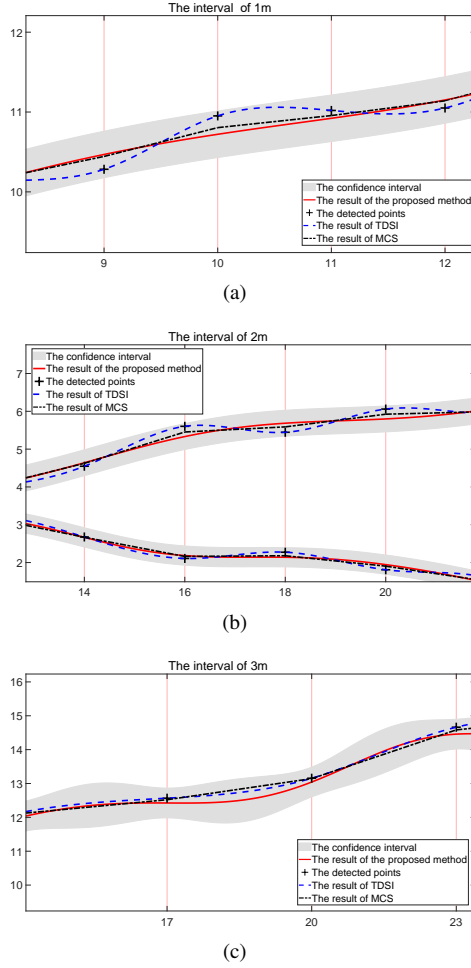 The interval of 1m
12
11
10
9
10
11
12
The confidence interval
The result of the proposed method
The detected points
The result of TDSI
The result of MCS
(a)
The interval of 2m
7
6
5
4
3
2
14
16
18
20
The confidence interval
The result of the proposed method
The detected points
The result of TDSI
The result of MCS
(b)
The interval of 3m
16
15
14
13
12
11
10
17
20
23
The confidence interval
The result of the proposed method
The detected points
The result of TDSI
The result of MCS
(c)